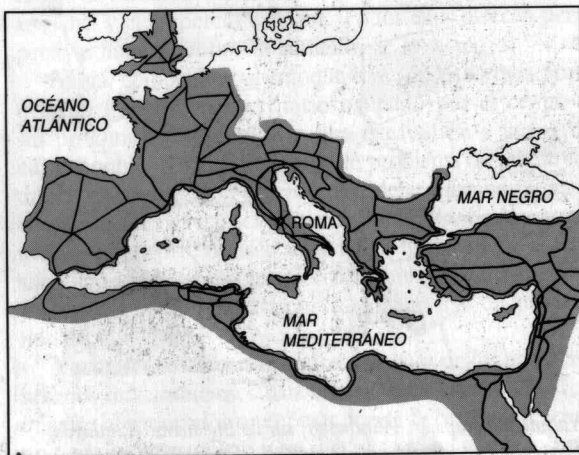 OCÉANO
ATLÁNTICO
MAR NEGRO
ROMA
MAR
MEDITERRÁNEO